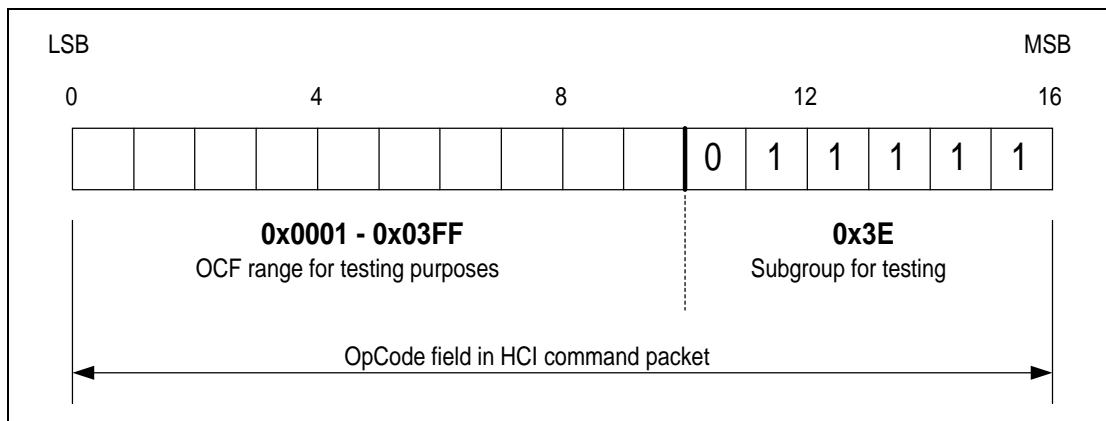 LSB MSB
0 4 8 12 16
0 1 1 1 1 1
0x0001 - 0x03FF 0x3E
OCF range for testing purposes Subgroup for testing
OpCode field in HCI command packet